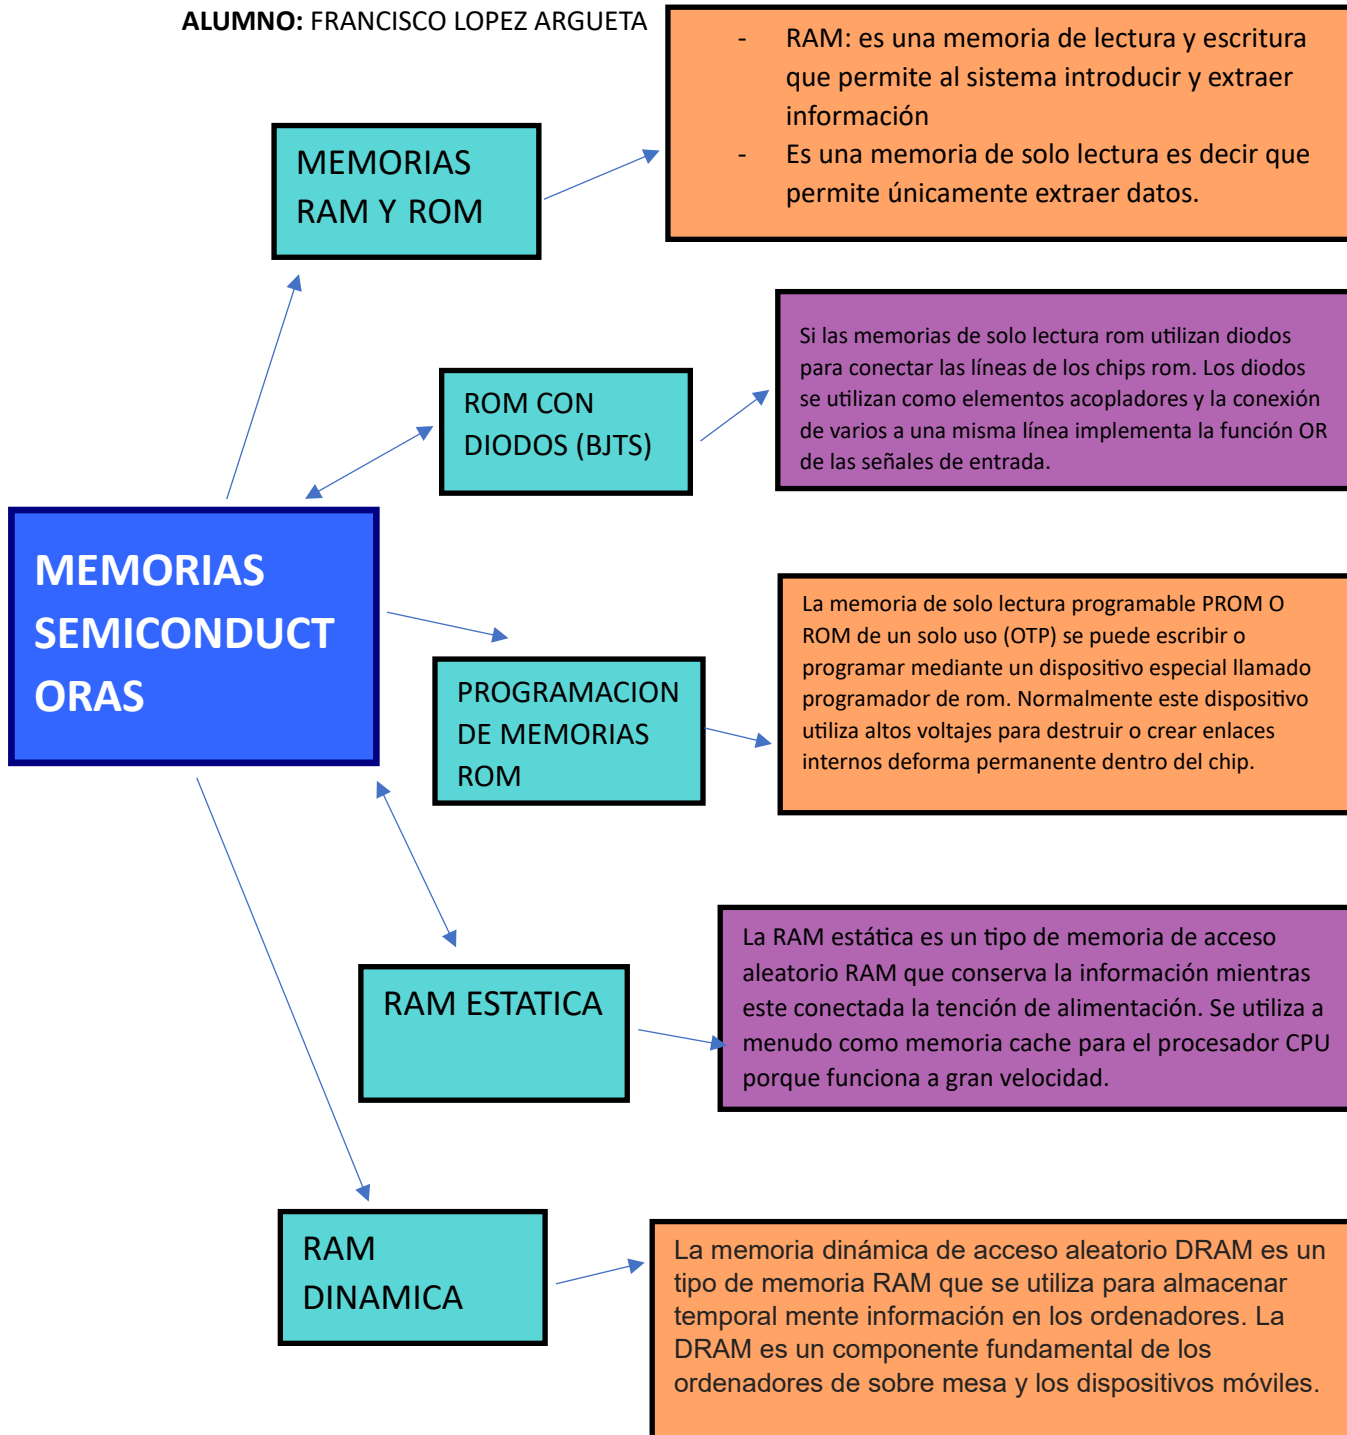 ALUMNO: FRANCISCO LOPEZ ARGUETA
- RAM: es una memoria de lectura y escritura
que permite al sistema introducir y extraer
información
- Es una memoria de solo lectura es decir que
permite únicamente extraer datos.
MEMORIAS
RAM Y ROM
Si las memorias de solo lectura rom utilizan diodos
para conectar las líneas de los chips rom. Los diodos
se utilizan como elementos acopladores y la conexión
de varios a una misma línea implementa la función OR
de las señales de entrada.
ROM CON
DIODOS (BJTS)
MEMORIAS
SEMICONDUCT
ORAS
La memoria de solo lectura programable PROM O
ROM de un solo uso (OTP) se puede escribir o
programar mediante un dispositivo especial llamado
programador de rom. Normalmente este dispositivo
utiliza altos voltajes para destruir o crear enlaces
internos deforma permanente dentro del chip.
PROGRAMACION
DE MEMORIAS
ROM
La RAM estática es un tipo de memoria de acceso
aleatorio RAM que conserva la información mientras
este conectada la tención de alimentación. Se utiliza a
menudo como memoria cache para el procesador CPU
porque funciona a gran velocidad.
RAM ESTATICA
RAM
DINAMICA
La memoria dinámica de acceso aleatorio DRAM es un
tipo de memoria RAM que se utiliza para almacenar
temporal mente información en los ordenadores. La
DRAM es un componente fundamental de los
ordenadores de sobre mesa y los dispositivos móviles.